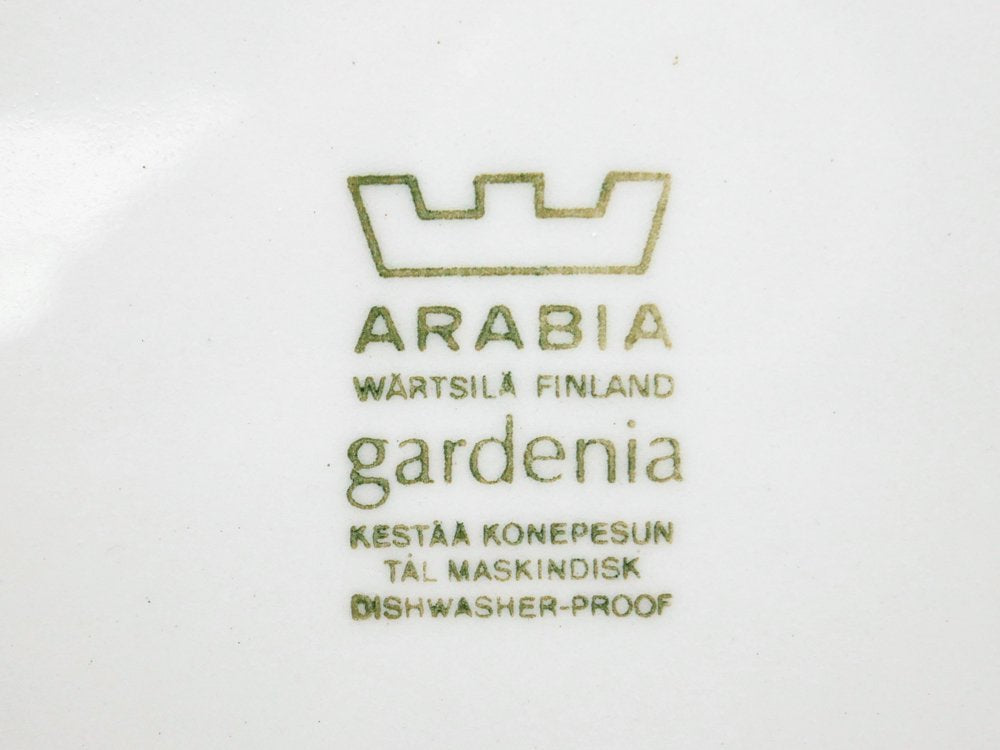 ARABIA
WÄRTSILÄ FINLAND
gardenia
KESTÄÄ KONEPESUN
TÅL MASKINDISK
DISHWASHER-PROOF